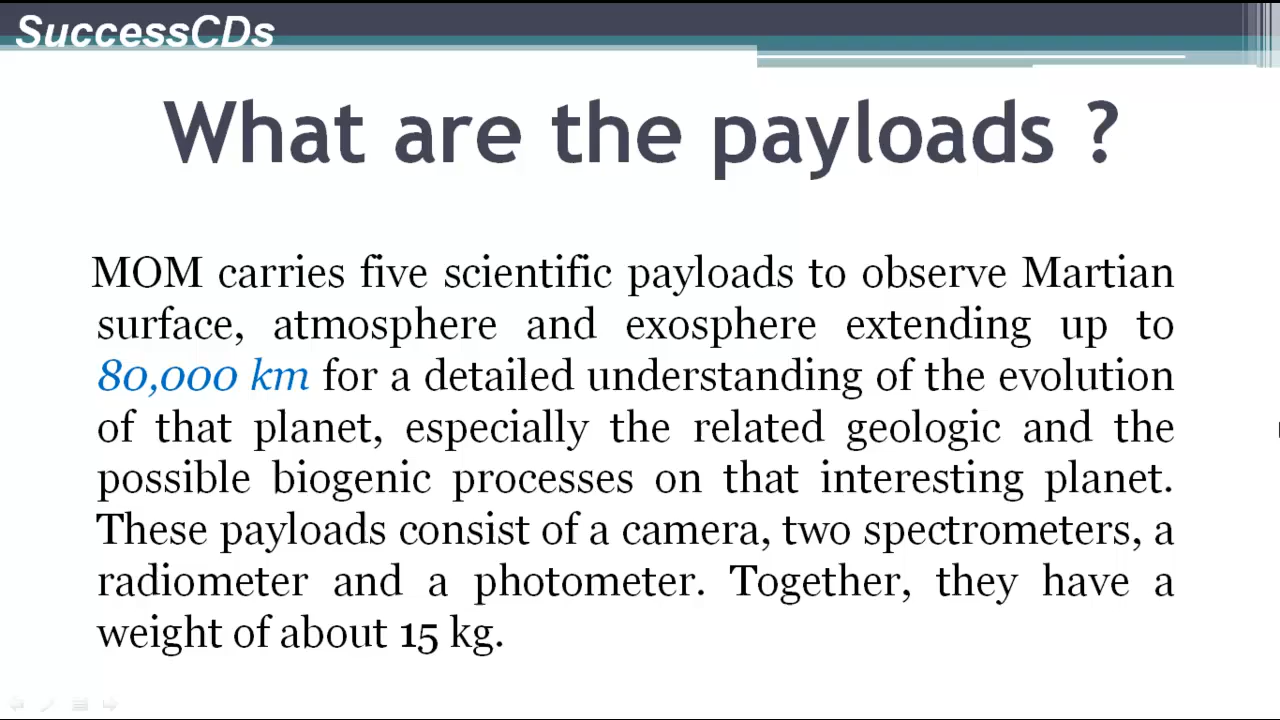 SuccessCDs
What are the payloads ?
MOM carries five scientific payloads to observe Martian
surface, atmosphere and exosphere extending up to
80,000 km for a detailed understanding of the evolution
of that planet, especially the related geologic and the
possible biogenic processes on that interesting planet.
These payloads consist of a camera, two spectrometers, a
radiometer and a photometer. Together, they have a
weight of about 15 kg.